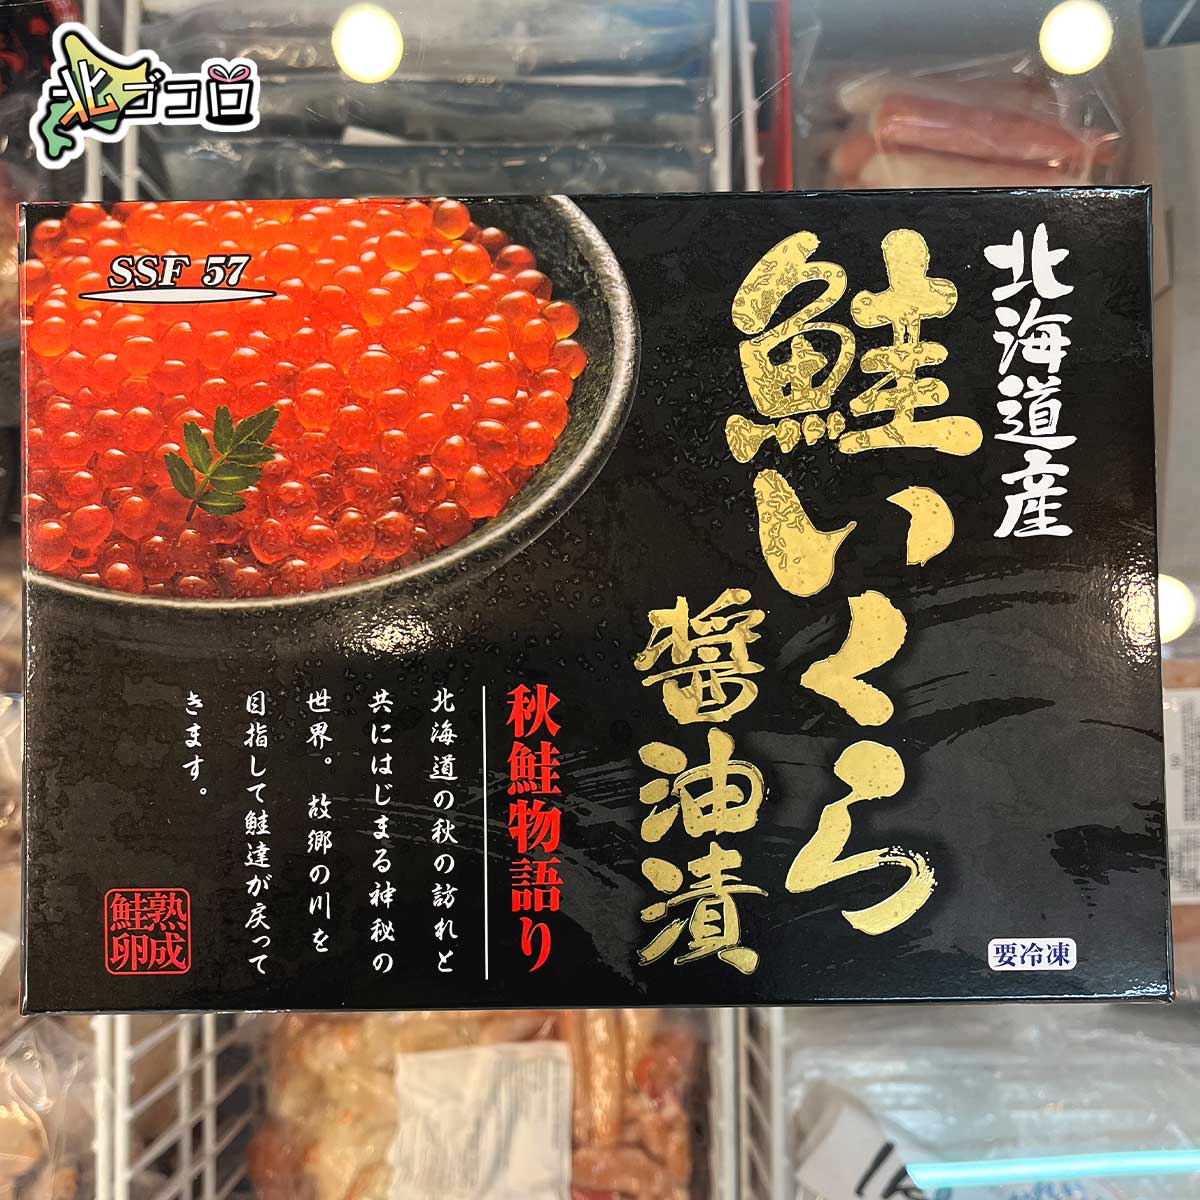 北ゴコロ
SSF 57
北海道産
鮭いくら
醤油漬
秋鮭物語り
北海道の秋の訪れと
共にはじまる神秘の
世界。故郷の川を
目指して鮭達が戻って
きます。
熟成
鮭卵
要冷凍